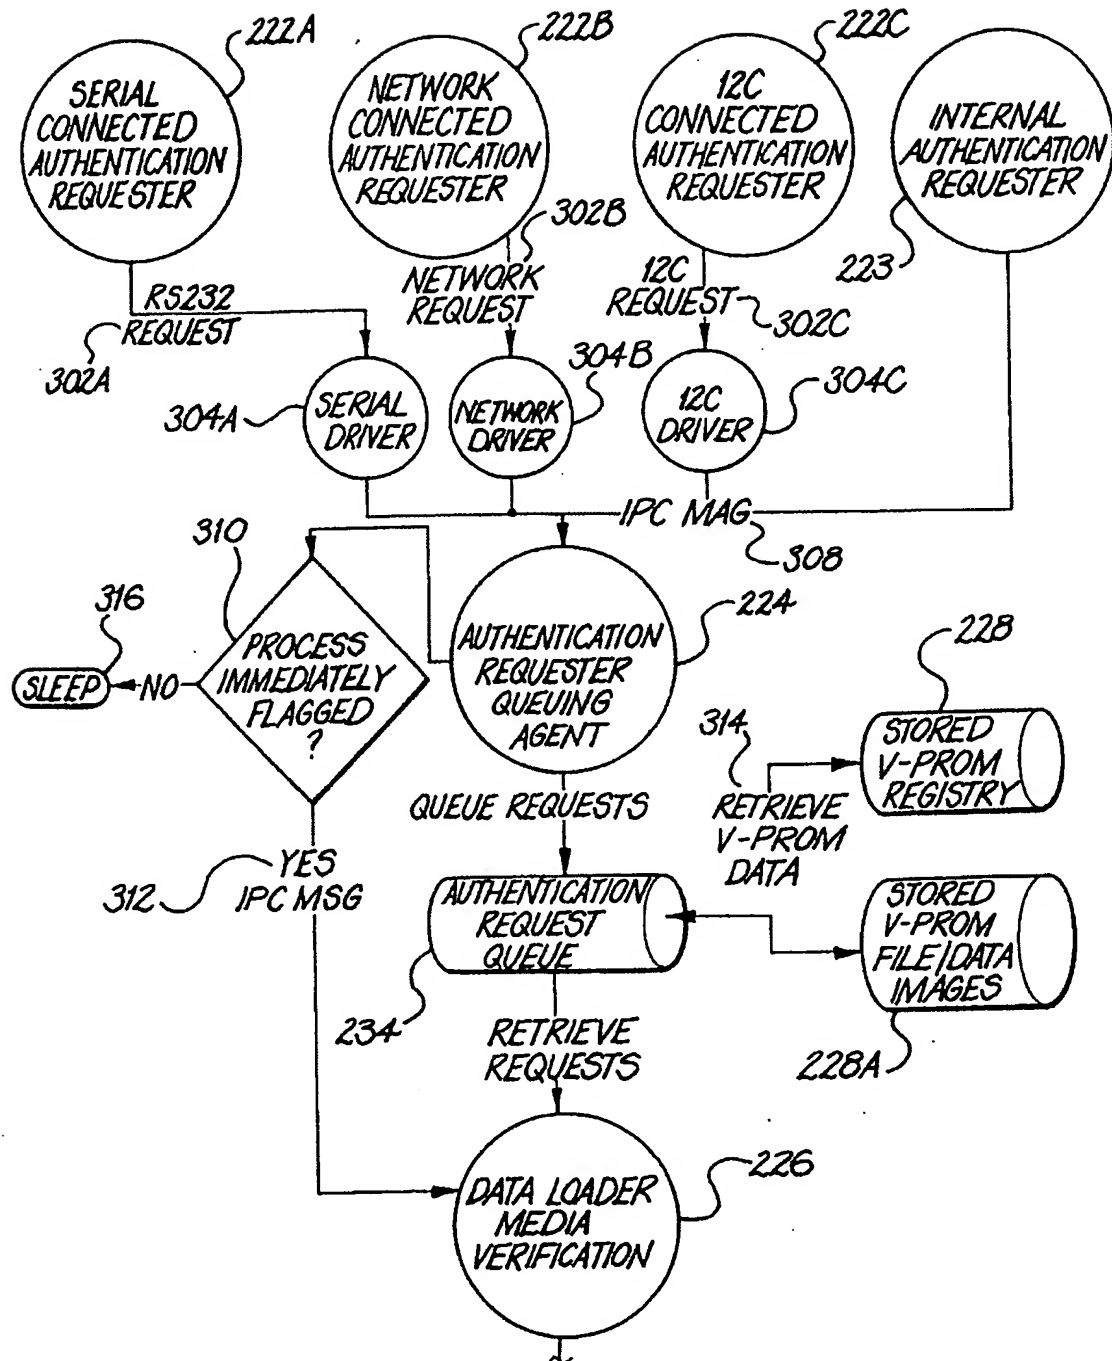 222A
222B
222C
SERIAL
CONNECTED
AUTHENTICATION
REQUESTER
NETWORK
CONNECTED
AUTHENTICATION
REQUESTER
12C
CONNECTED
AUTHENTICATION
REQUESTER
INTERNAL
AUTHENTICATION
REQUESTER
223
RS232
REQUEST
302A
302B
NETWORK
REQUEST
12C
REQUEST
302C
304A
SERIAL
DRIVER
304B
NETWORK
DRIVER
304C
12C
DRIVER
IPC MAG
308
310
316
SLEEP
NO
PROCESS
IMMEDIATELY
FLAGGED
?
AUTHENTICATION
REQUESTER
QUEUING
AGENT
224
228
STORED
V-PROM
REGISTRY
314
RETRIEVE
V-PROM
DATA
QUEUE REQUESTS
312
YES
IPC MSG
AUTHENTICATION
REQUEST
QUEUE
234
STORED
V-PROM
FILE/DATA
IMAGES
228A
RETRIEVE
REQUESTS
226
DATA LOADER
MEDIA
VERIFICATION